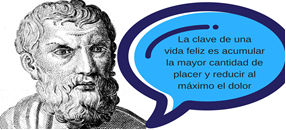 La clave de una
vida feliz es acumular
la mayor cantidad de
placer y reducir al
máximo el dolor